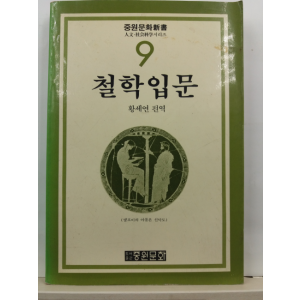 중원문화新書
人文·社會科學시리즈
9
철학입문
황세연 편역
중원문화